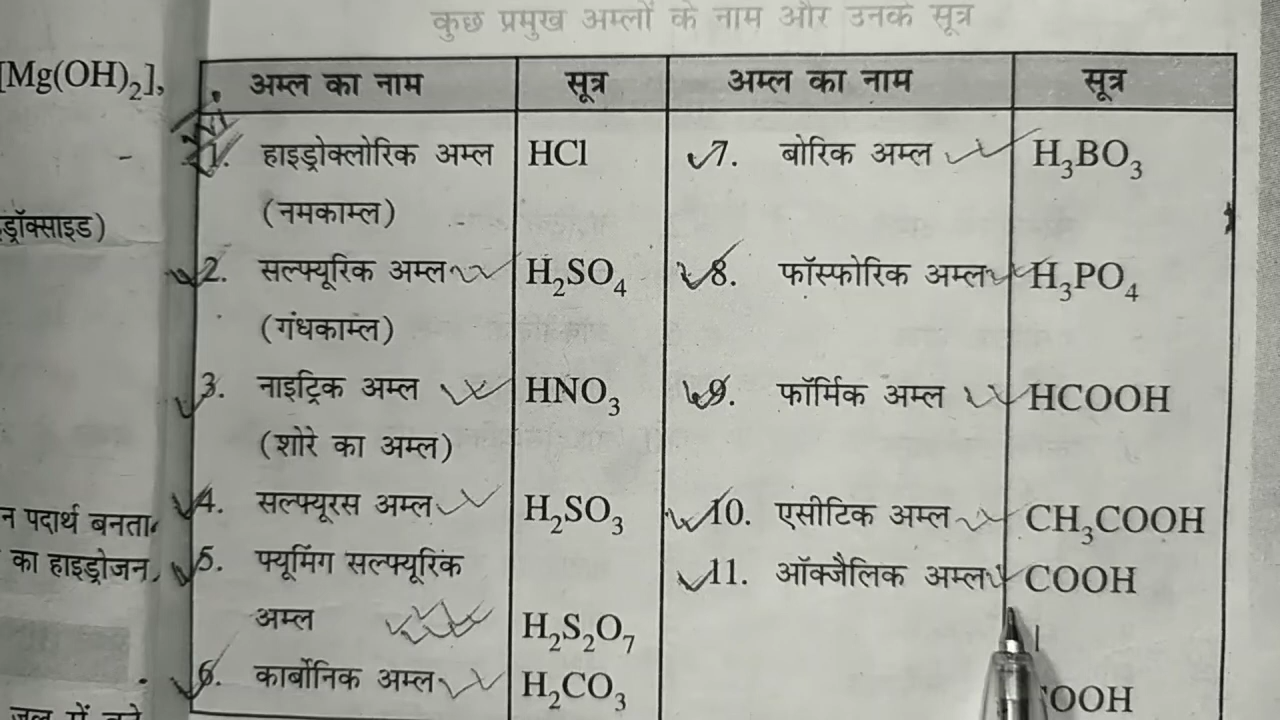 कुछ प्रमुख अम्लों के नाम और उनके सूत्र
[Mg(OH)₂],
ड्रॉक्साइड)
न पदार्थ बनता
का हाइड्रोजन,
अम्ल का नाम सूत्र अम्ल का नाम सूत्र
1. हाइड्रोक्लोरिक अम्ल HCl 7. बोरिक अम्ल H₃BO₃
(नमकाम्ल)
2. सल्फ्यूरिक अम्ल H₂SO₄ 8. फॉस्फोरिक अम्ल H₃PO₄
(गंधकाम्ल)
3. नाइट्रिक अम्ल HNO₃ 9. फॉर्मिक अम्ल HCOOH
(शोरे का अम्ल)
4. सल्फ्यूरस अम्ल H₂SO₃ 10. एसीटिक अम्ल CH₃COOH
5. फ्यूमिंग सल्फ्यूरिक 11. ऑक्जैलिक अम्ल COOH
अम्ल H₂S₂O₇
6. कार्बोनिक अम्ल H₂CO₃ OOH